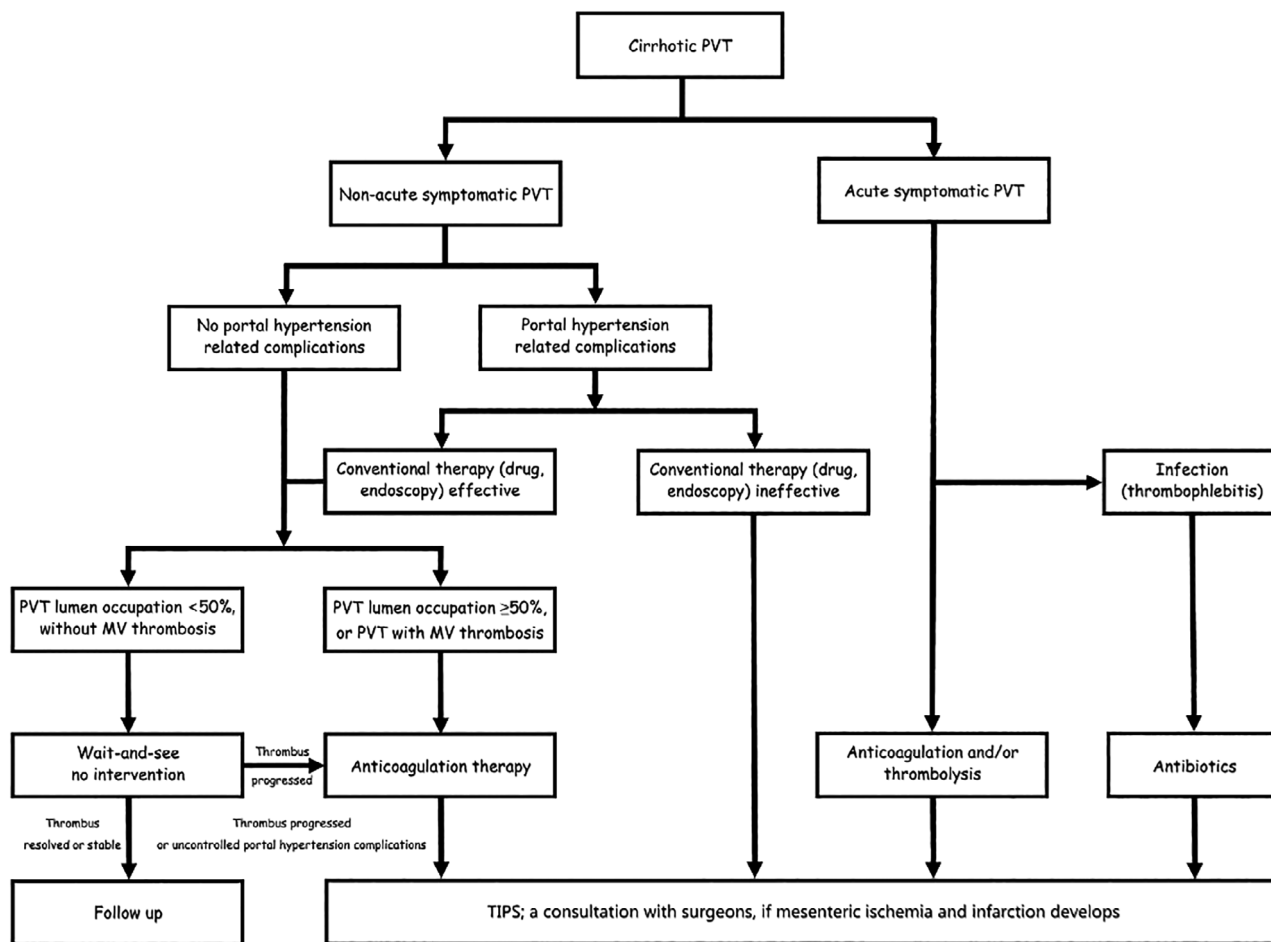 Cirrhotic PVT
Non-acute symptomatic PVT
Acute symptomatic PVT
No portal hypertension
related complications
Portal hypertension
related complications
Conventional therapy (drug,
endoscopy) effective
Conventional therapy (drug,
endoscopy) ineffective
Infection
(thrombophlebitis)
PVT lumen occupation <50%,
without MV thrombosis
PVT lumen occupation ≥50%,
or PVT with MV thrombosis
Wait-and-see
no intervention
Thrombus
progressed
Anticoagulation therapy
Anticoagulation and/or
thrombolysis
Antibiotics
Thrombus
resolved or stable
Thrombus progressed
or uncontrolled portal hypertension complications
Follow up
TIPS; a consultation with surgeons, if mesenteric ischemia and infarction develops